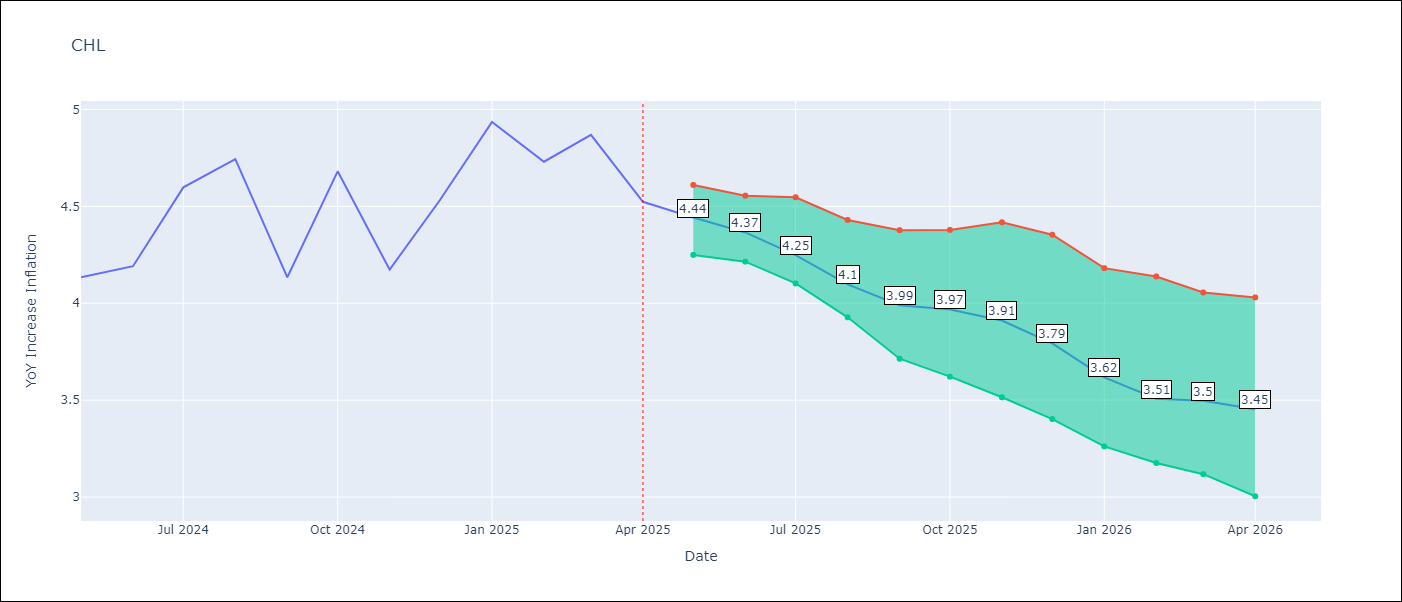 CHL
5
4.5
4
3.5
3
YoY Increase Inflation
4.44
4.37
4.25
4.1
3.99
3.97
3.91
3.79
3.62
3.51
3.5
3.45
Jul 2024
Oct 2024
Jan 2025
Apr 2025
Jul 2025
Oct 2025
Jan 2026
Apr 2026
Date